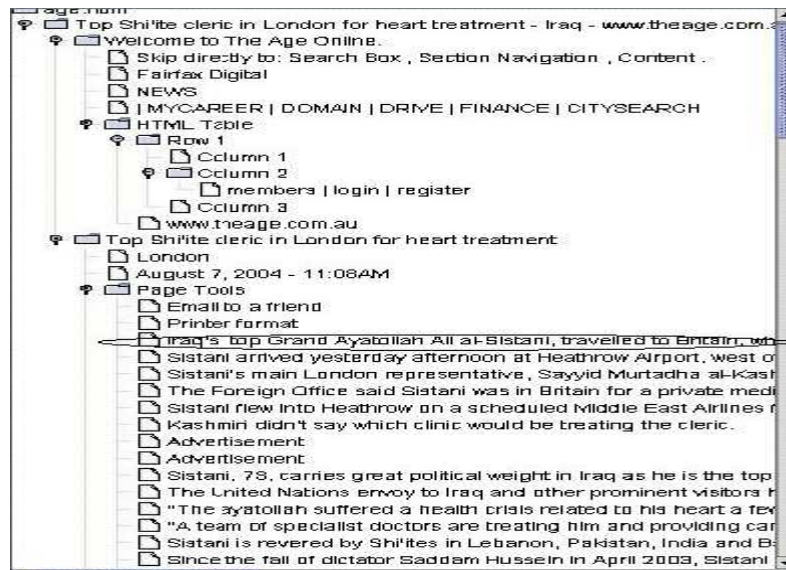 age.html
Top Shi'ite cleric in London for heart treatment - Iraq - www.theage.com.a
Welcome to The Age Online.
Skip directly to: Search Box , Section Navigation , Content .
Fairfax Digital
NEWS
| MYCAREER | DOMAIN | DRIVE | FINANCE | CITYSEARCH
HTML Table
Row 1
Column 1
Column 2
members | login | register
Column 3
www.theage.com.au
Top Shi'ite cleric in London for heart treatment
London
August 7, 2004 - 11:08AM
Page Tools
Email to a friend
Printer format
Iraq's top Grand Ayatollah Ali al-Sistani, travelled to Britain, wh
Sistani arrived yesterday afternoon at Heathrow Airport, west o
Sistani's main London representative, Sayyid Murtadha al-Kash
The Foreign Office said Sistani was in Britain for a private medi
Sistani flew into Heathrow on a scheduled Middle East Airlines
Kashmiri didn't say which clinic would be treating the cleric.
Advertisement
Advertisement
Sistani, 73, carries great political weight in Iraq as he is the top
The United Nations envoy to Iraq and other prominent visitors h
"The ayatollah suffered a health crisis related to his heart a few
"A team of specialist doctors are treating him and providing car
Sistani is revered by Shi'ites in Lebanon, Pakistan, India and B
Since the fall of dictator Saddam Hussein in April 2003, Sistani